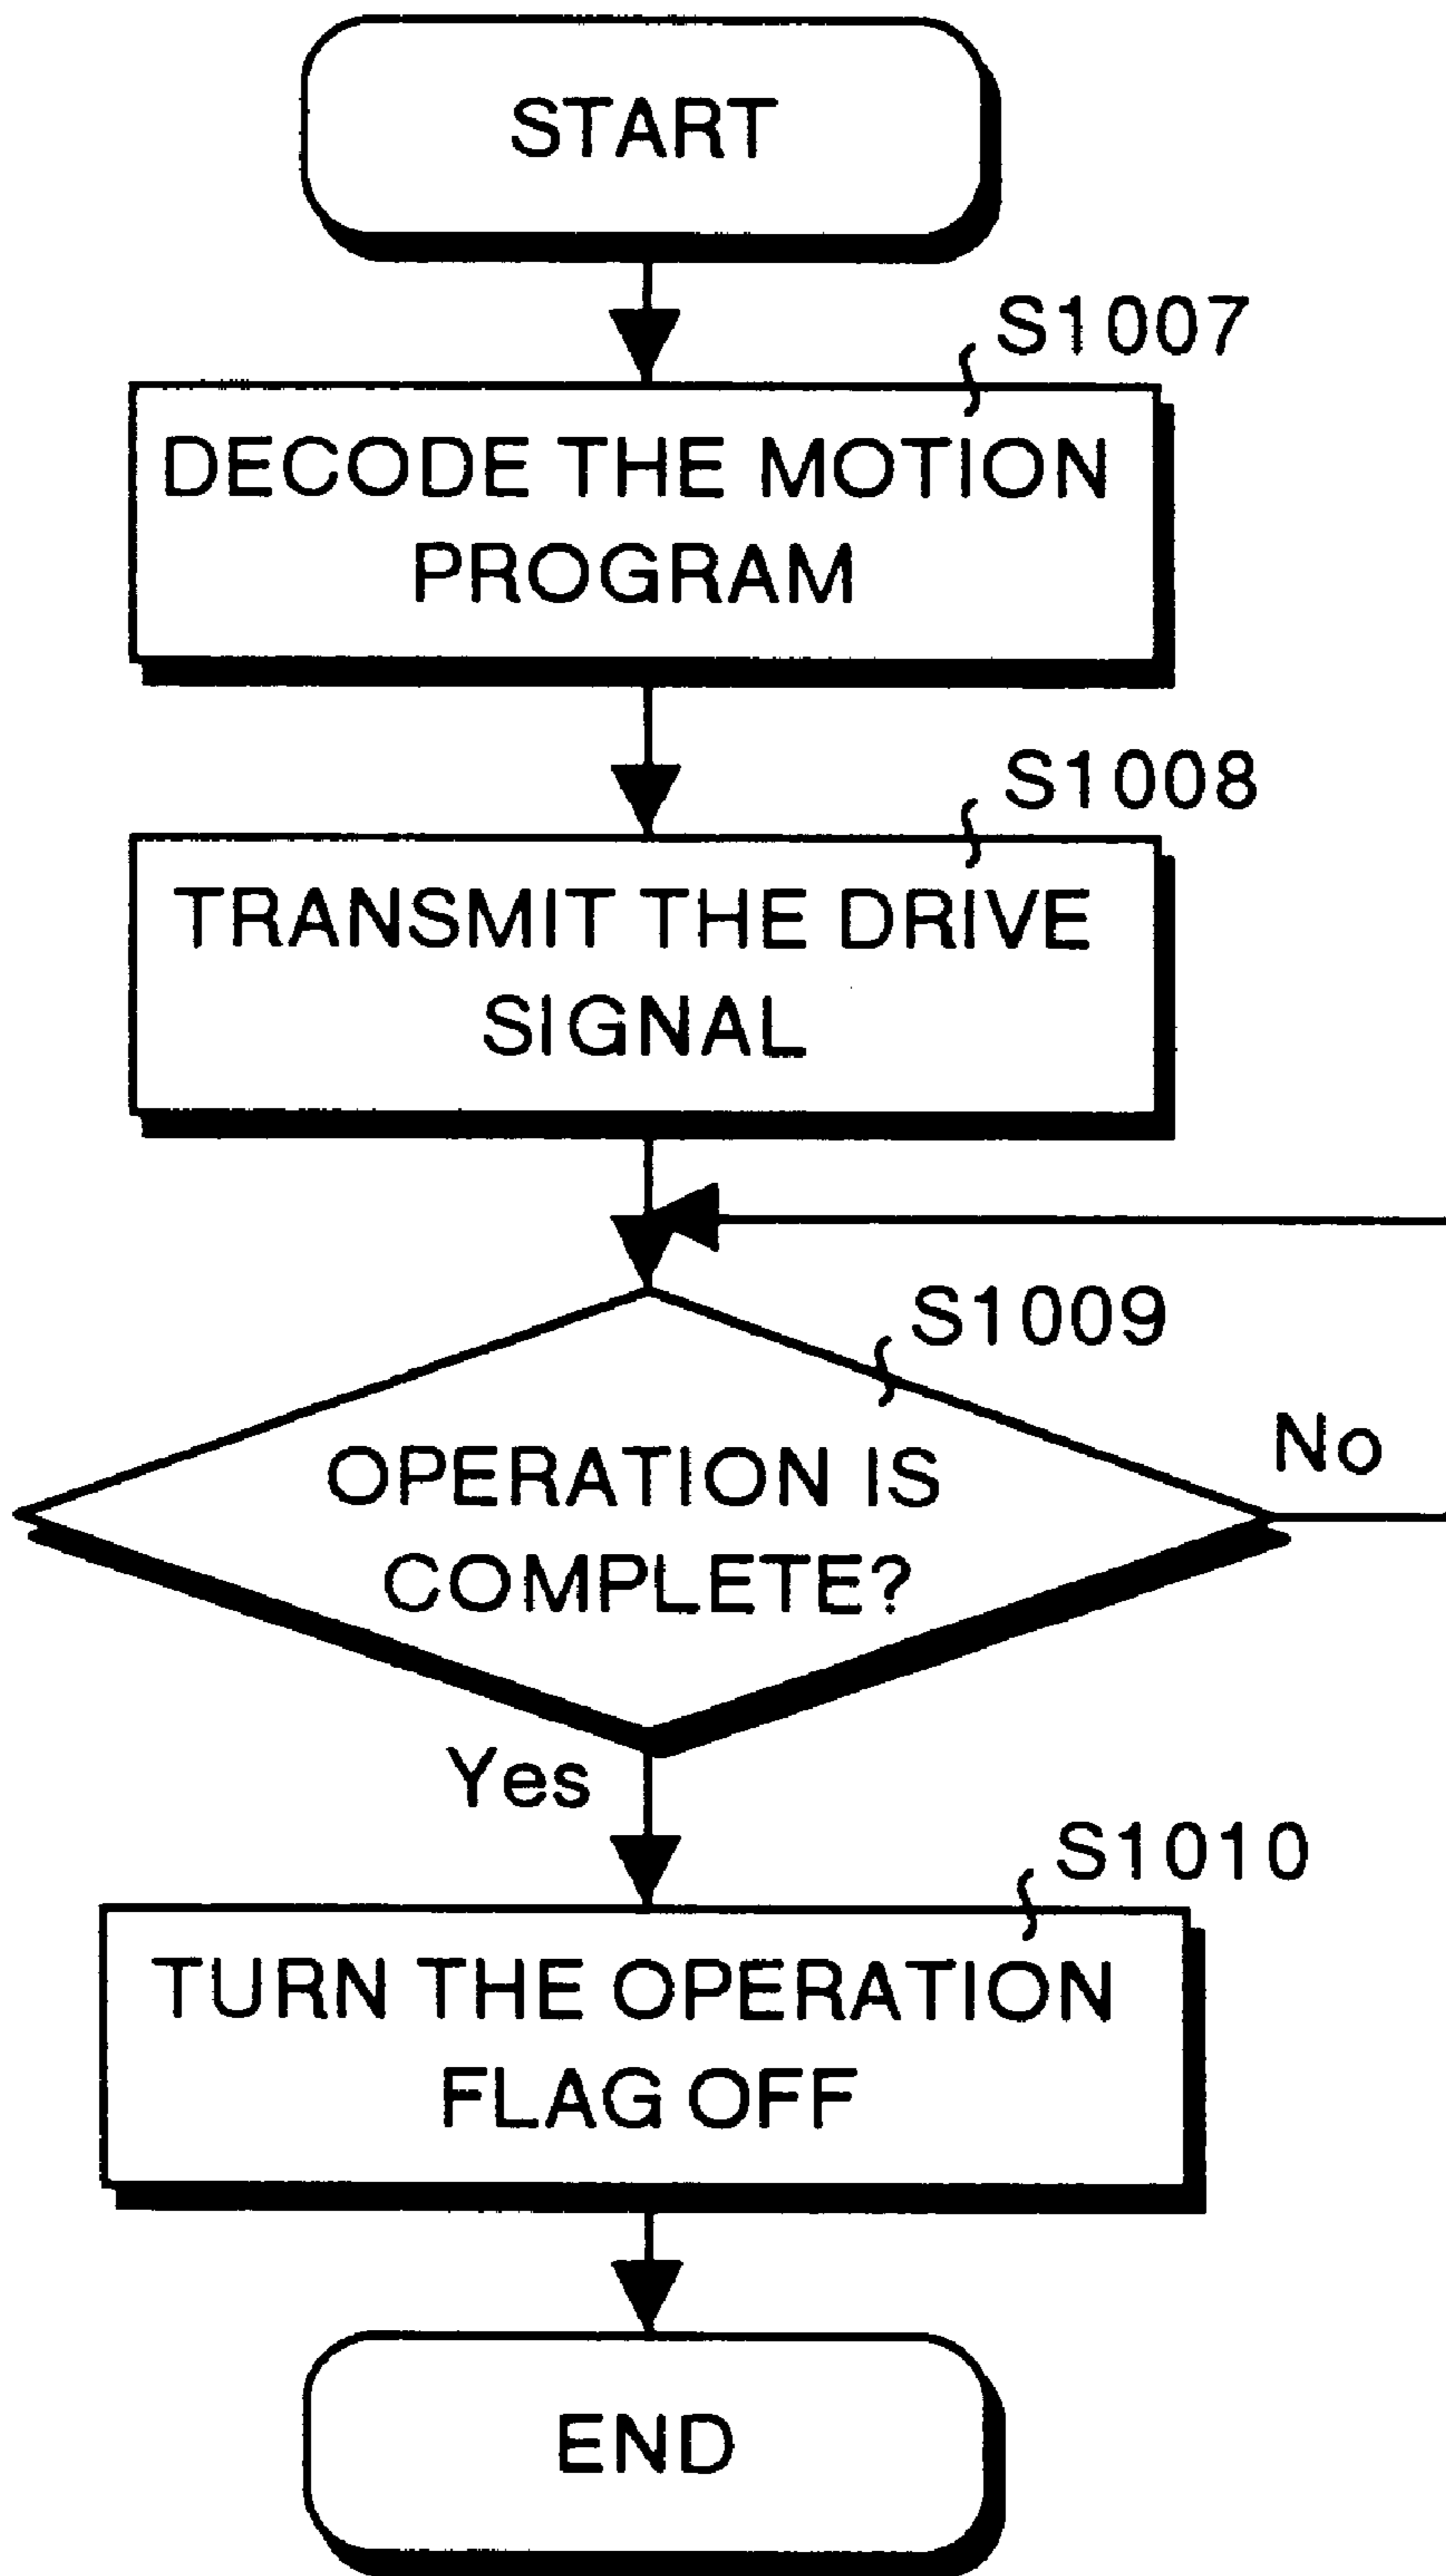 START
S1007
DECODE THE MOTION
PROGRAM
S1008
TRANSMIT THE DRIVE
SIGNAL
S1009
OPERATION IS
COMPLETE?
No
Yes
S1010
TURN THE OPERATION
FLAG OFF
END